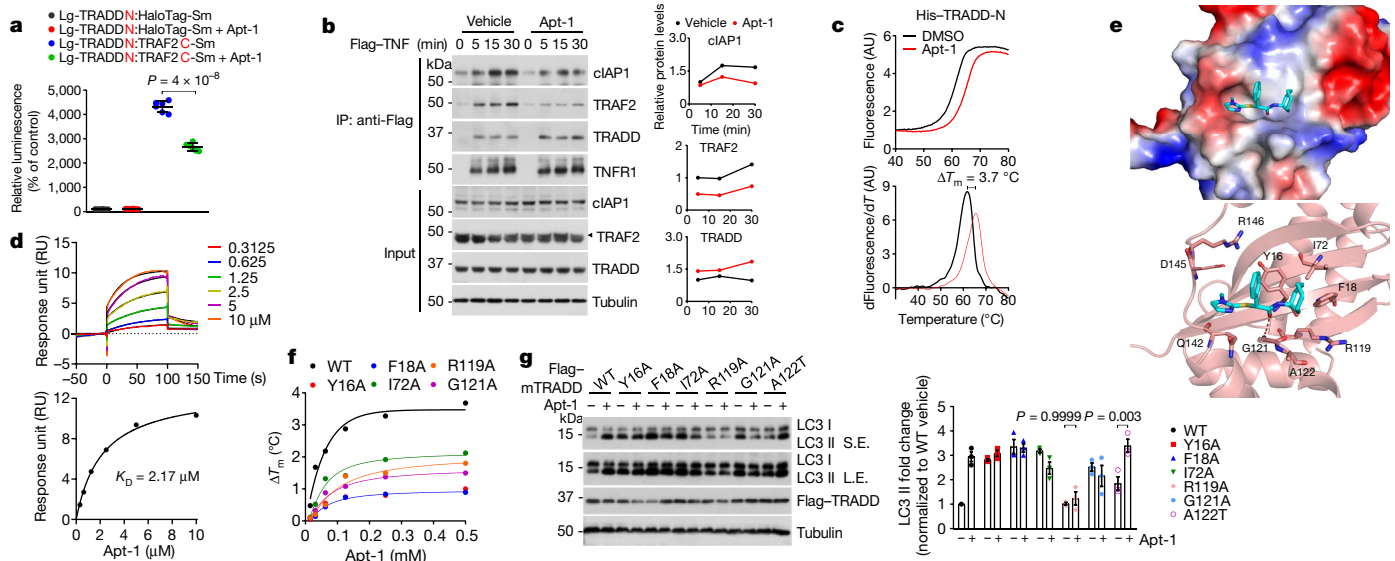 a
Lg-TRADDN:HaloTag-Sm
Lg-TRADDN:HaloTag-Sm + Apt-1
Lg-TRADDN:TRAF2C-Sm
Lg-TRADDN:TRAF2C-Sm + Apt-1
P = 4 × 10⁻⁸
Relative luminescence
(% of control)
5,000
4,000
3,000
2,000
1,000
0
b
Vehicle Apt-1
Flag–TNF (min) 0 5 15 30 0 5 15 30
kDa
IP: anti-Flag
50 cIAP1
50 TRAF2
37 TRADD
50 TNFR1
Input
50 cIAP1
50 TRAF2
37 TRADD
50 Tubulin
Vehicle Apt-1
Relative protein levels
cIAP1
3.0
1.5
0
0 10 20 30
Time (min)
TRAF2
2
1
0
0 10 20 30
TRADD
3.0
1.5
0
0 10 20 30
c
His–TRADD-N
DMSO
Apt-1
Fluorescence (AU)
6
4
2
0
40 50 60 70 80
ΔTm = 3.7 °C
dFluorescence/dT (AU)
9
6
3
0
40 50 60 70 80
Temperature (°C)
e
R146
I72
Y16
D145
F18
Q142
G121
R119
A122
d
Response unit (RU)
15
10
5
0
−5
−50 0 50 100 150
Time (s)
0.3125
0.625
1.25
2.5
5
10 μM
Response unit (RU)
15
10
5
0
KD = 2.17 μM
0 2 4 6 8 10
Apt-1 (μM)
f
WT F18A R119A
Y16A I72A G121A
ΔTm (°C)
4
3
2
1
0
0 0.1 0.2 0.3 0.4 0.5
Apt-1 (mM)
g
Flag–
mTRADD WT Y16A F18A I72A R119A G121A A122T
Apt-1 − + − + − + − + − + − + − +
kDa
LC3 I
15
LC3 II S.E.
LC3 I
15
LC3 II L.E.
37 Flag–TRADD
50 Tubulin
LC3 II fold change
(normalized to WT vehicle)
5
4
3
2
1
0
P = 0.9999 P = 0.003
− + − + − + − + − + − + − + Apt-1
WT
Y16A
F18A
I72A
R119A
G121A
A122T